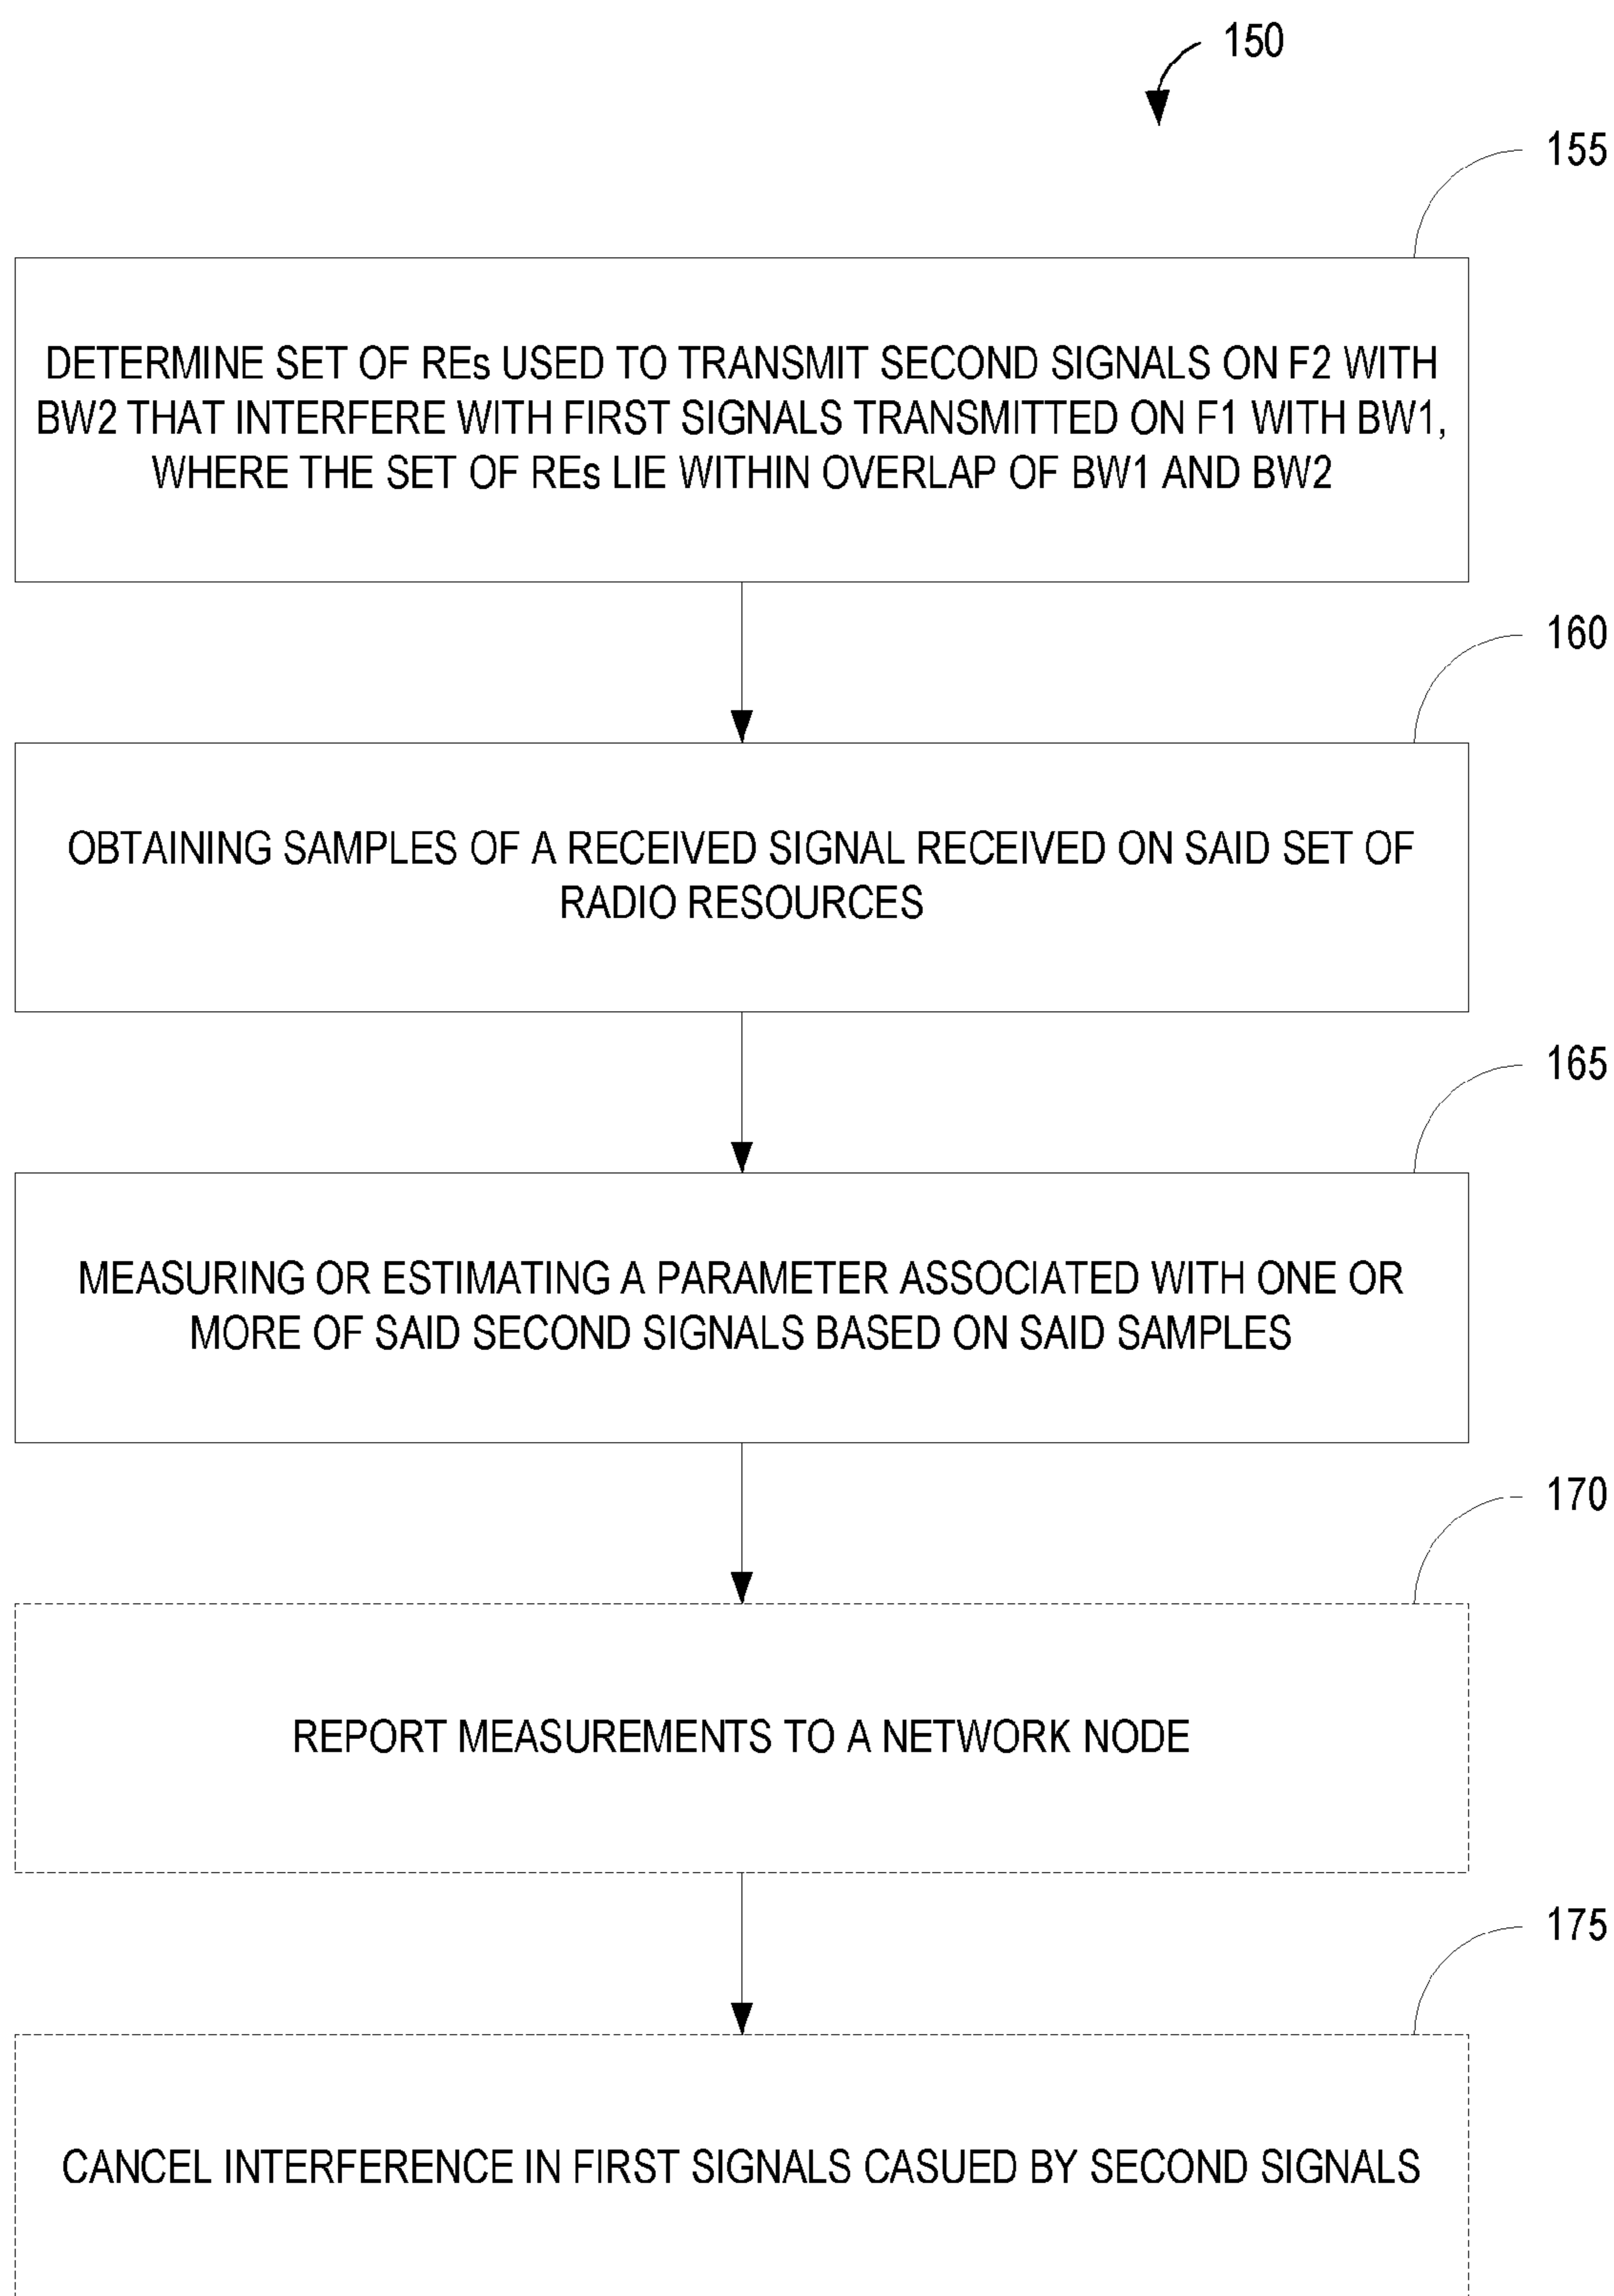 150
155
DETERMINE SET OF REs USED TO TRANSMIT SECOND SIGNALS ON F2 WITH
BW2 THAT INTERFERE WITH FIRST SIGNALS TRANSMITTED ON F1 WITH BW1,
WHERE THE SET OF REs LIE WITHIN OVERLAP OF BW1 AND BW2
160
OBTAINING SAMPLES OF A RECEIVED SIGNAL RECEIVED ON SAID SET OF
RADIO RESOURCES
165
MEASURING OR ESTIMATING A PARAMETER ASSOCIATED WITH ONE OR
MORE OF SAID SECOND SIGNALS BASED ON SAID SAMPLES
170
REPORT MEASUREMENTS TO A NETWORK NODE
175
CANCEL INTERFERENCE IN FIRST SIGNALS CASUED BY SECOND SIGNALS